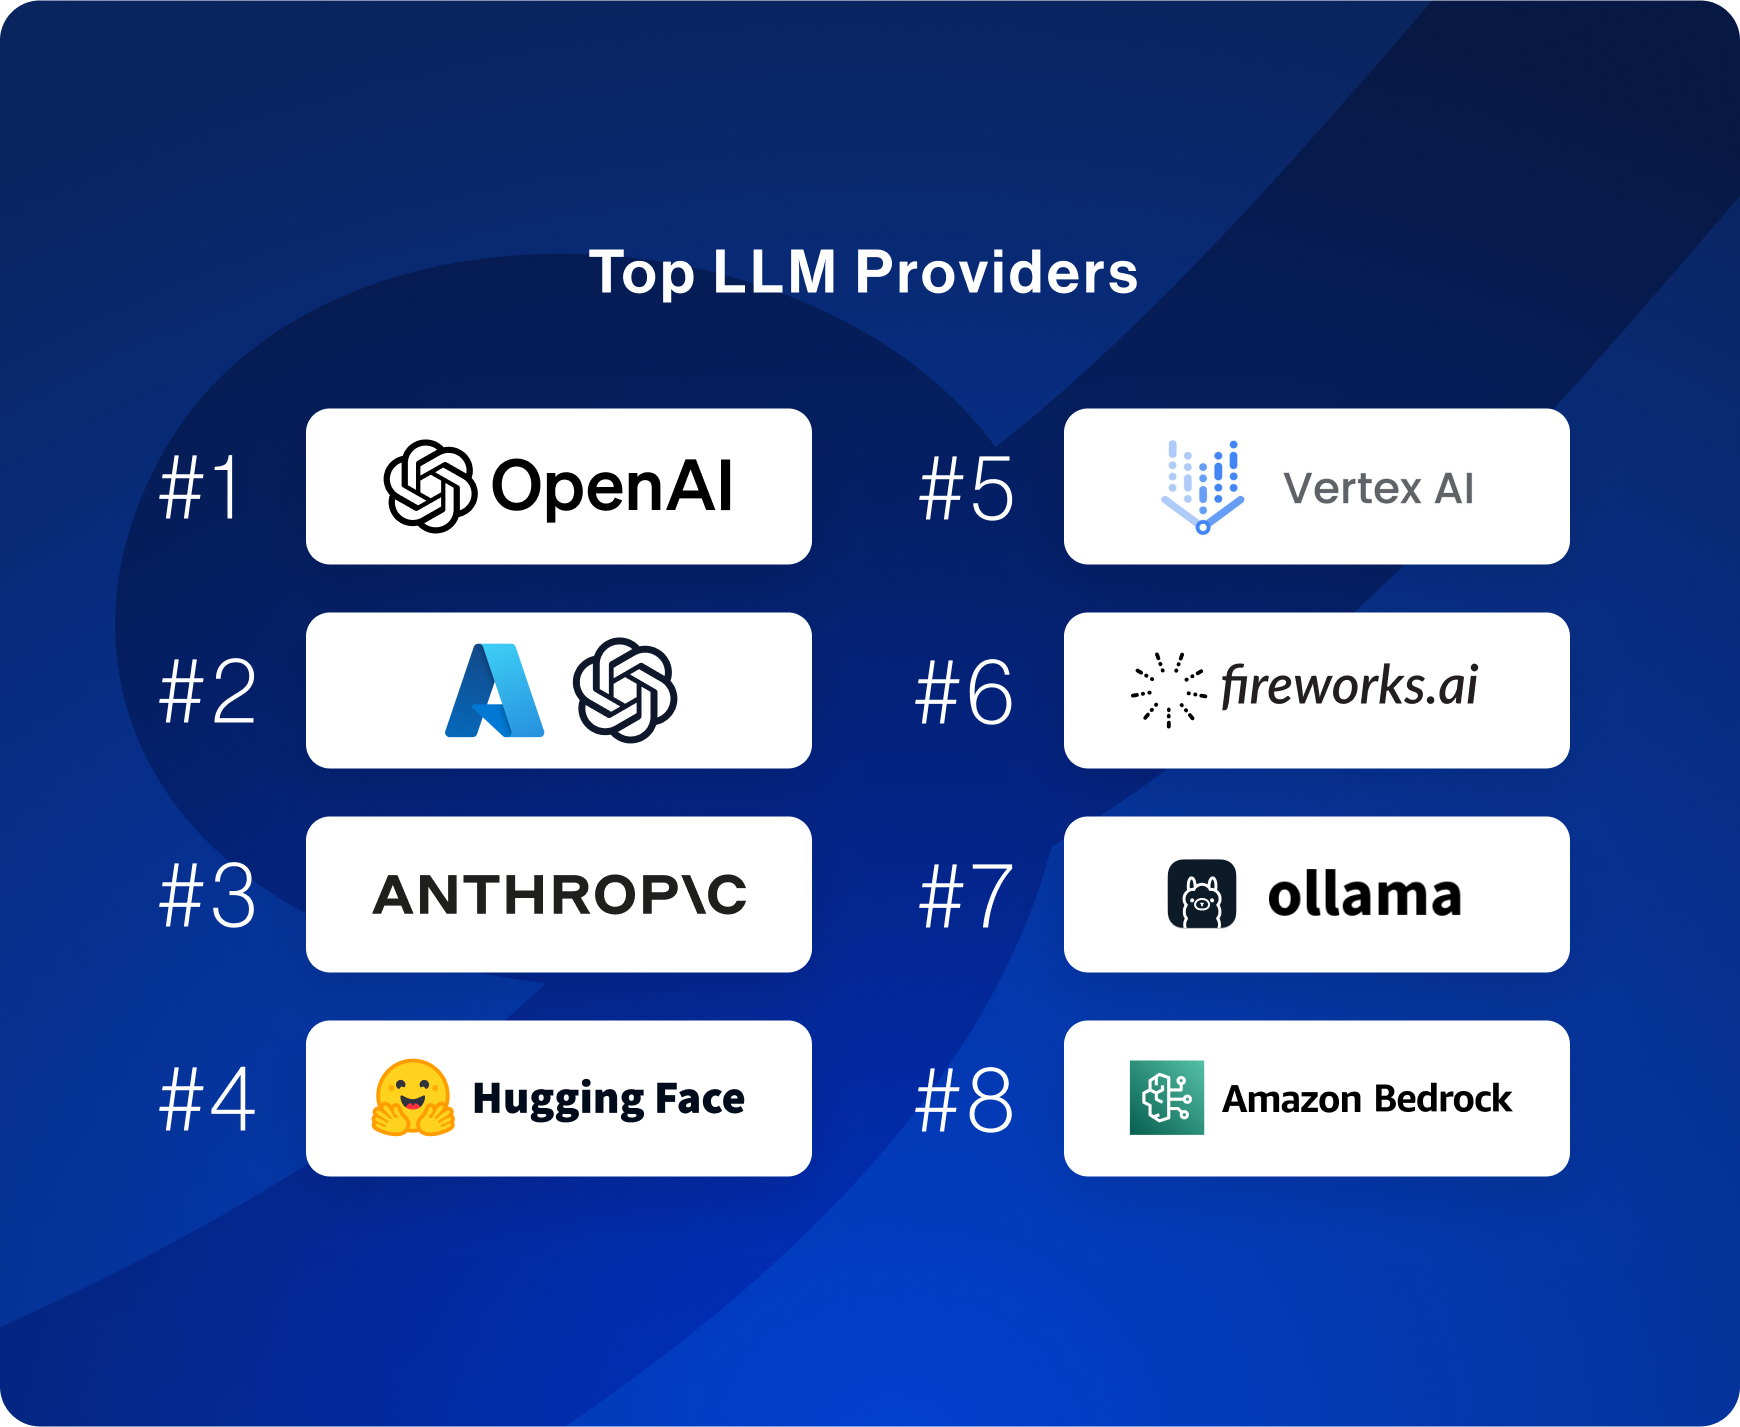 Top LLM Providers
#1
OpenAI
#2
#3
ANTHROP\C
#4
Hugging Face
#5
Vertex AI
#6
fireworks.ai
#7
ollama
#8
Amazon Bedrock